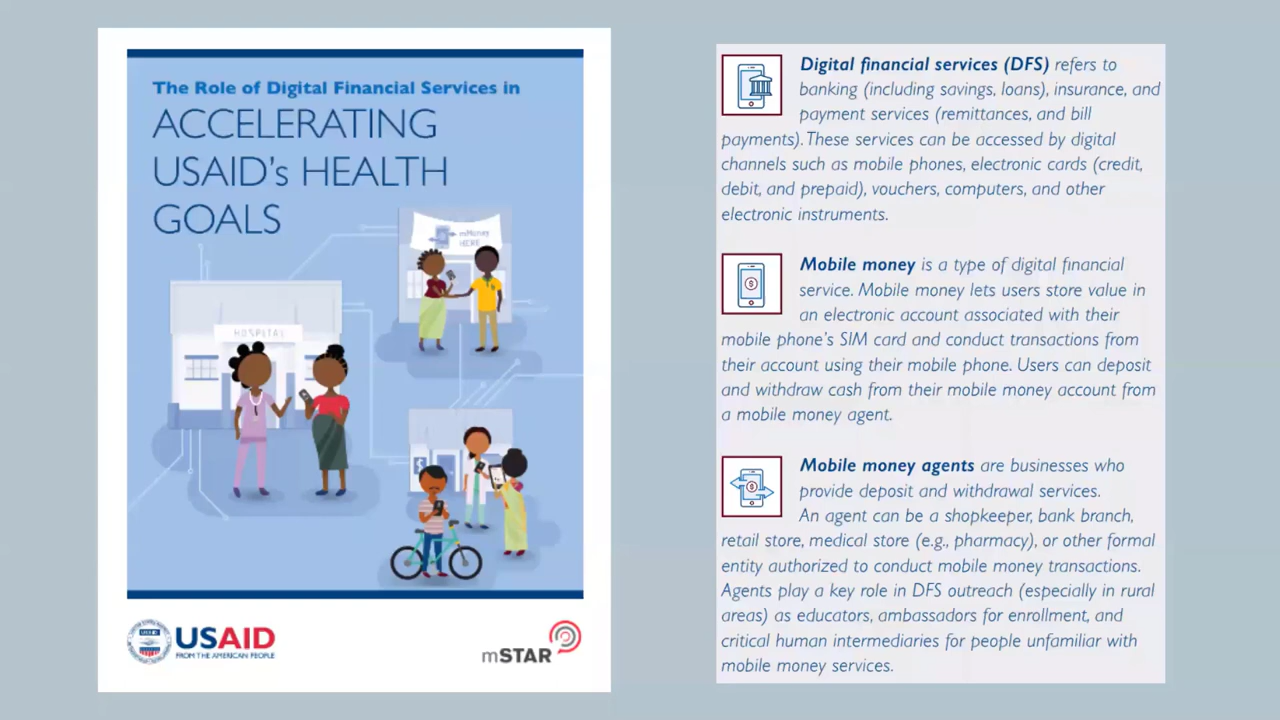 The Role of Digital Financial Services in
ACCELERATING
USAID's HEALTH
GOALS
mMoney
HERE
HOSPITAL
USAID
USAID
FROM THE AMERICAN PEOPLE
mSTAR
Digital financial services (DFS) refers to
banking (including savings, loans), insurance, and
payment services (remittances, and bill
payments). These services can be accessed by digital
channels such as mobile phones, electronic cards (credit,
debit, and prepaid), vouchers, computers, and other
electronic instruments.
Mobile money is a type of digital financial
service. Mobile money lets users store value in
an electronic account associated with their
mobile phone's SIM card and conduct transactions from
their account using their mobile phone. Users can deposit
and withdraw cash from their mobile money account from
a mobile money agent.
Mobile money agents are businesses who
provide deposit and withdrawal services.
An agent can be a shopkeeper, bank branch,
retail store, medical store (e.g., pharmacy), or other formal
entity authorized to conduct mobile money transactions.
Agents play a key role in DFS outreach (especially in rural
areas) as educators, ambassadors for enrollment, and
critical human intermediaries for people unfamiliar with
mobile money services.